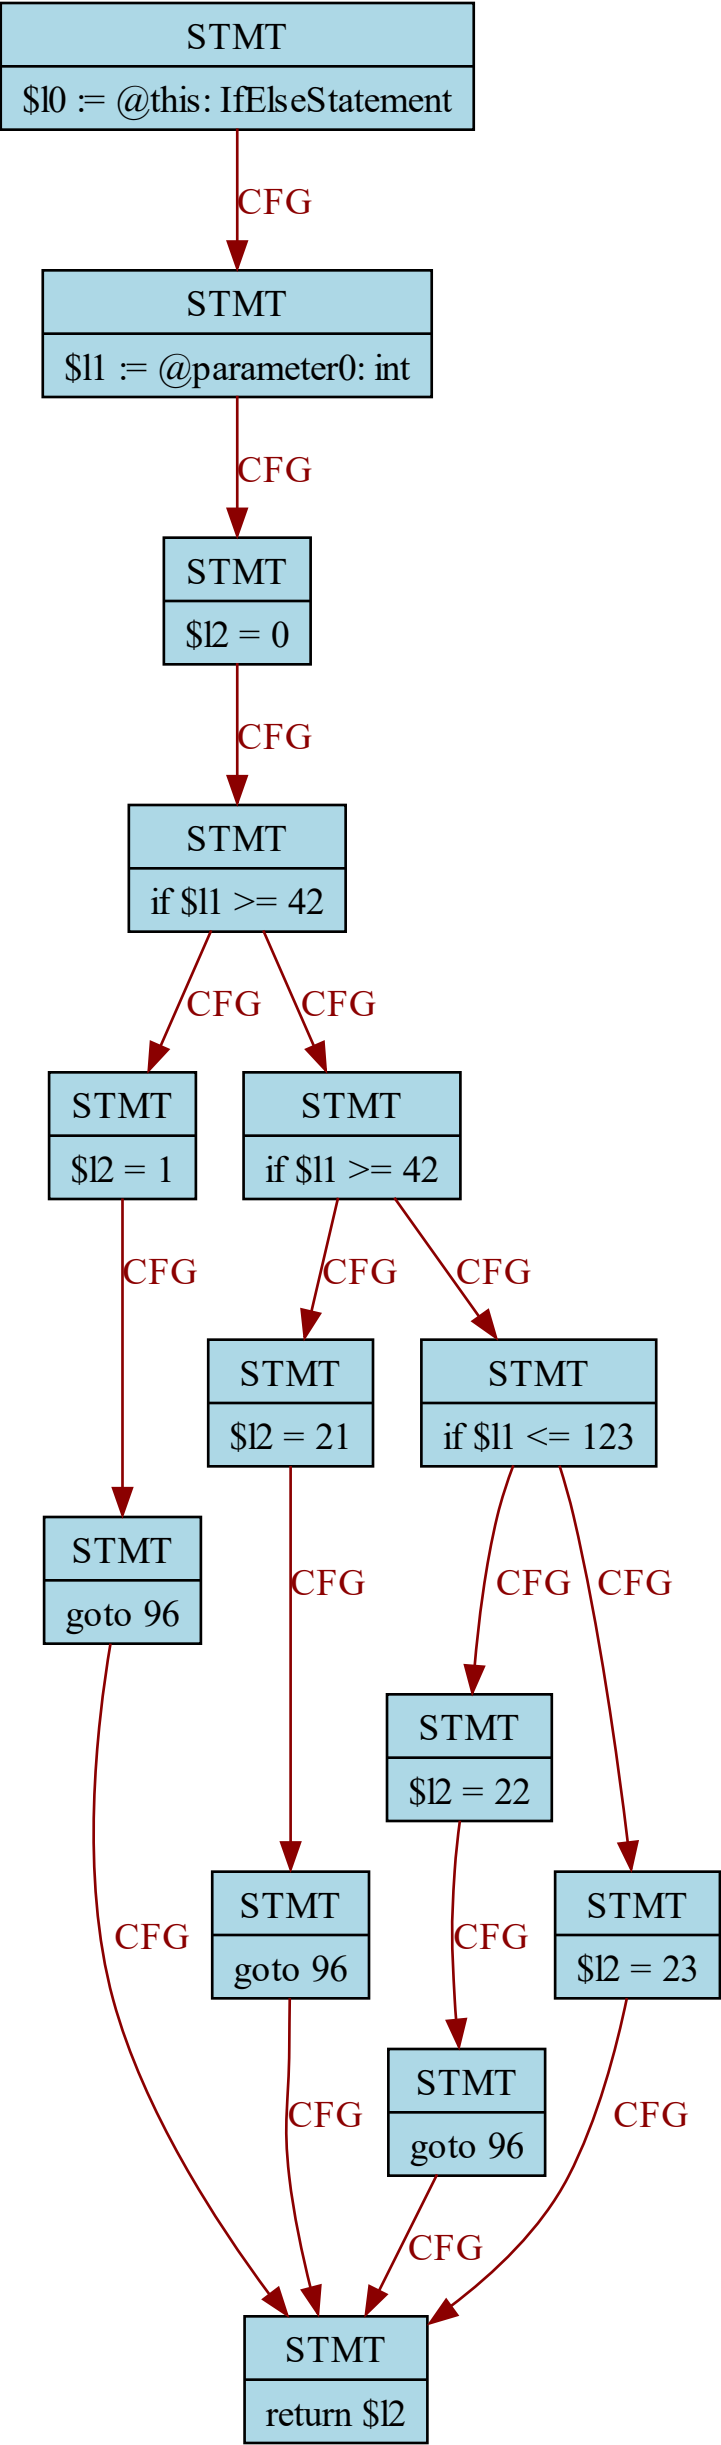 STMT
$l0 := @this: IfElseStatement
CFG
STMT
$l1 := @parameter0: int
CFG
STMT
$l2 = 0
CFG
STMT
if $l1 >= 42
CFG
CFG
STMT
$l2 = 1
STMT
if $l1 >= 42
CFG
CFG
CFG
STMT
$l2 = 21
STMT
if $l1 <= 123
STMT
goto 96
CFG
CFG
CFG
STMT
$l2 = 22
STMT
goto 96
STMT
$l2 = 23
CFG
CFG
STMT
goto 96
CFG
CFG
CFG
STMT
return $l2